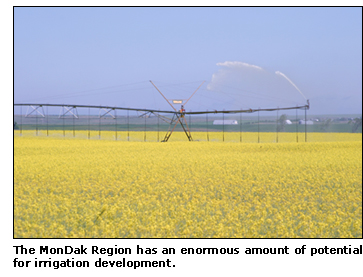 The MonDak Region has an enormous amount of potential
for irrigation development.